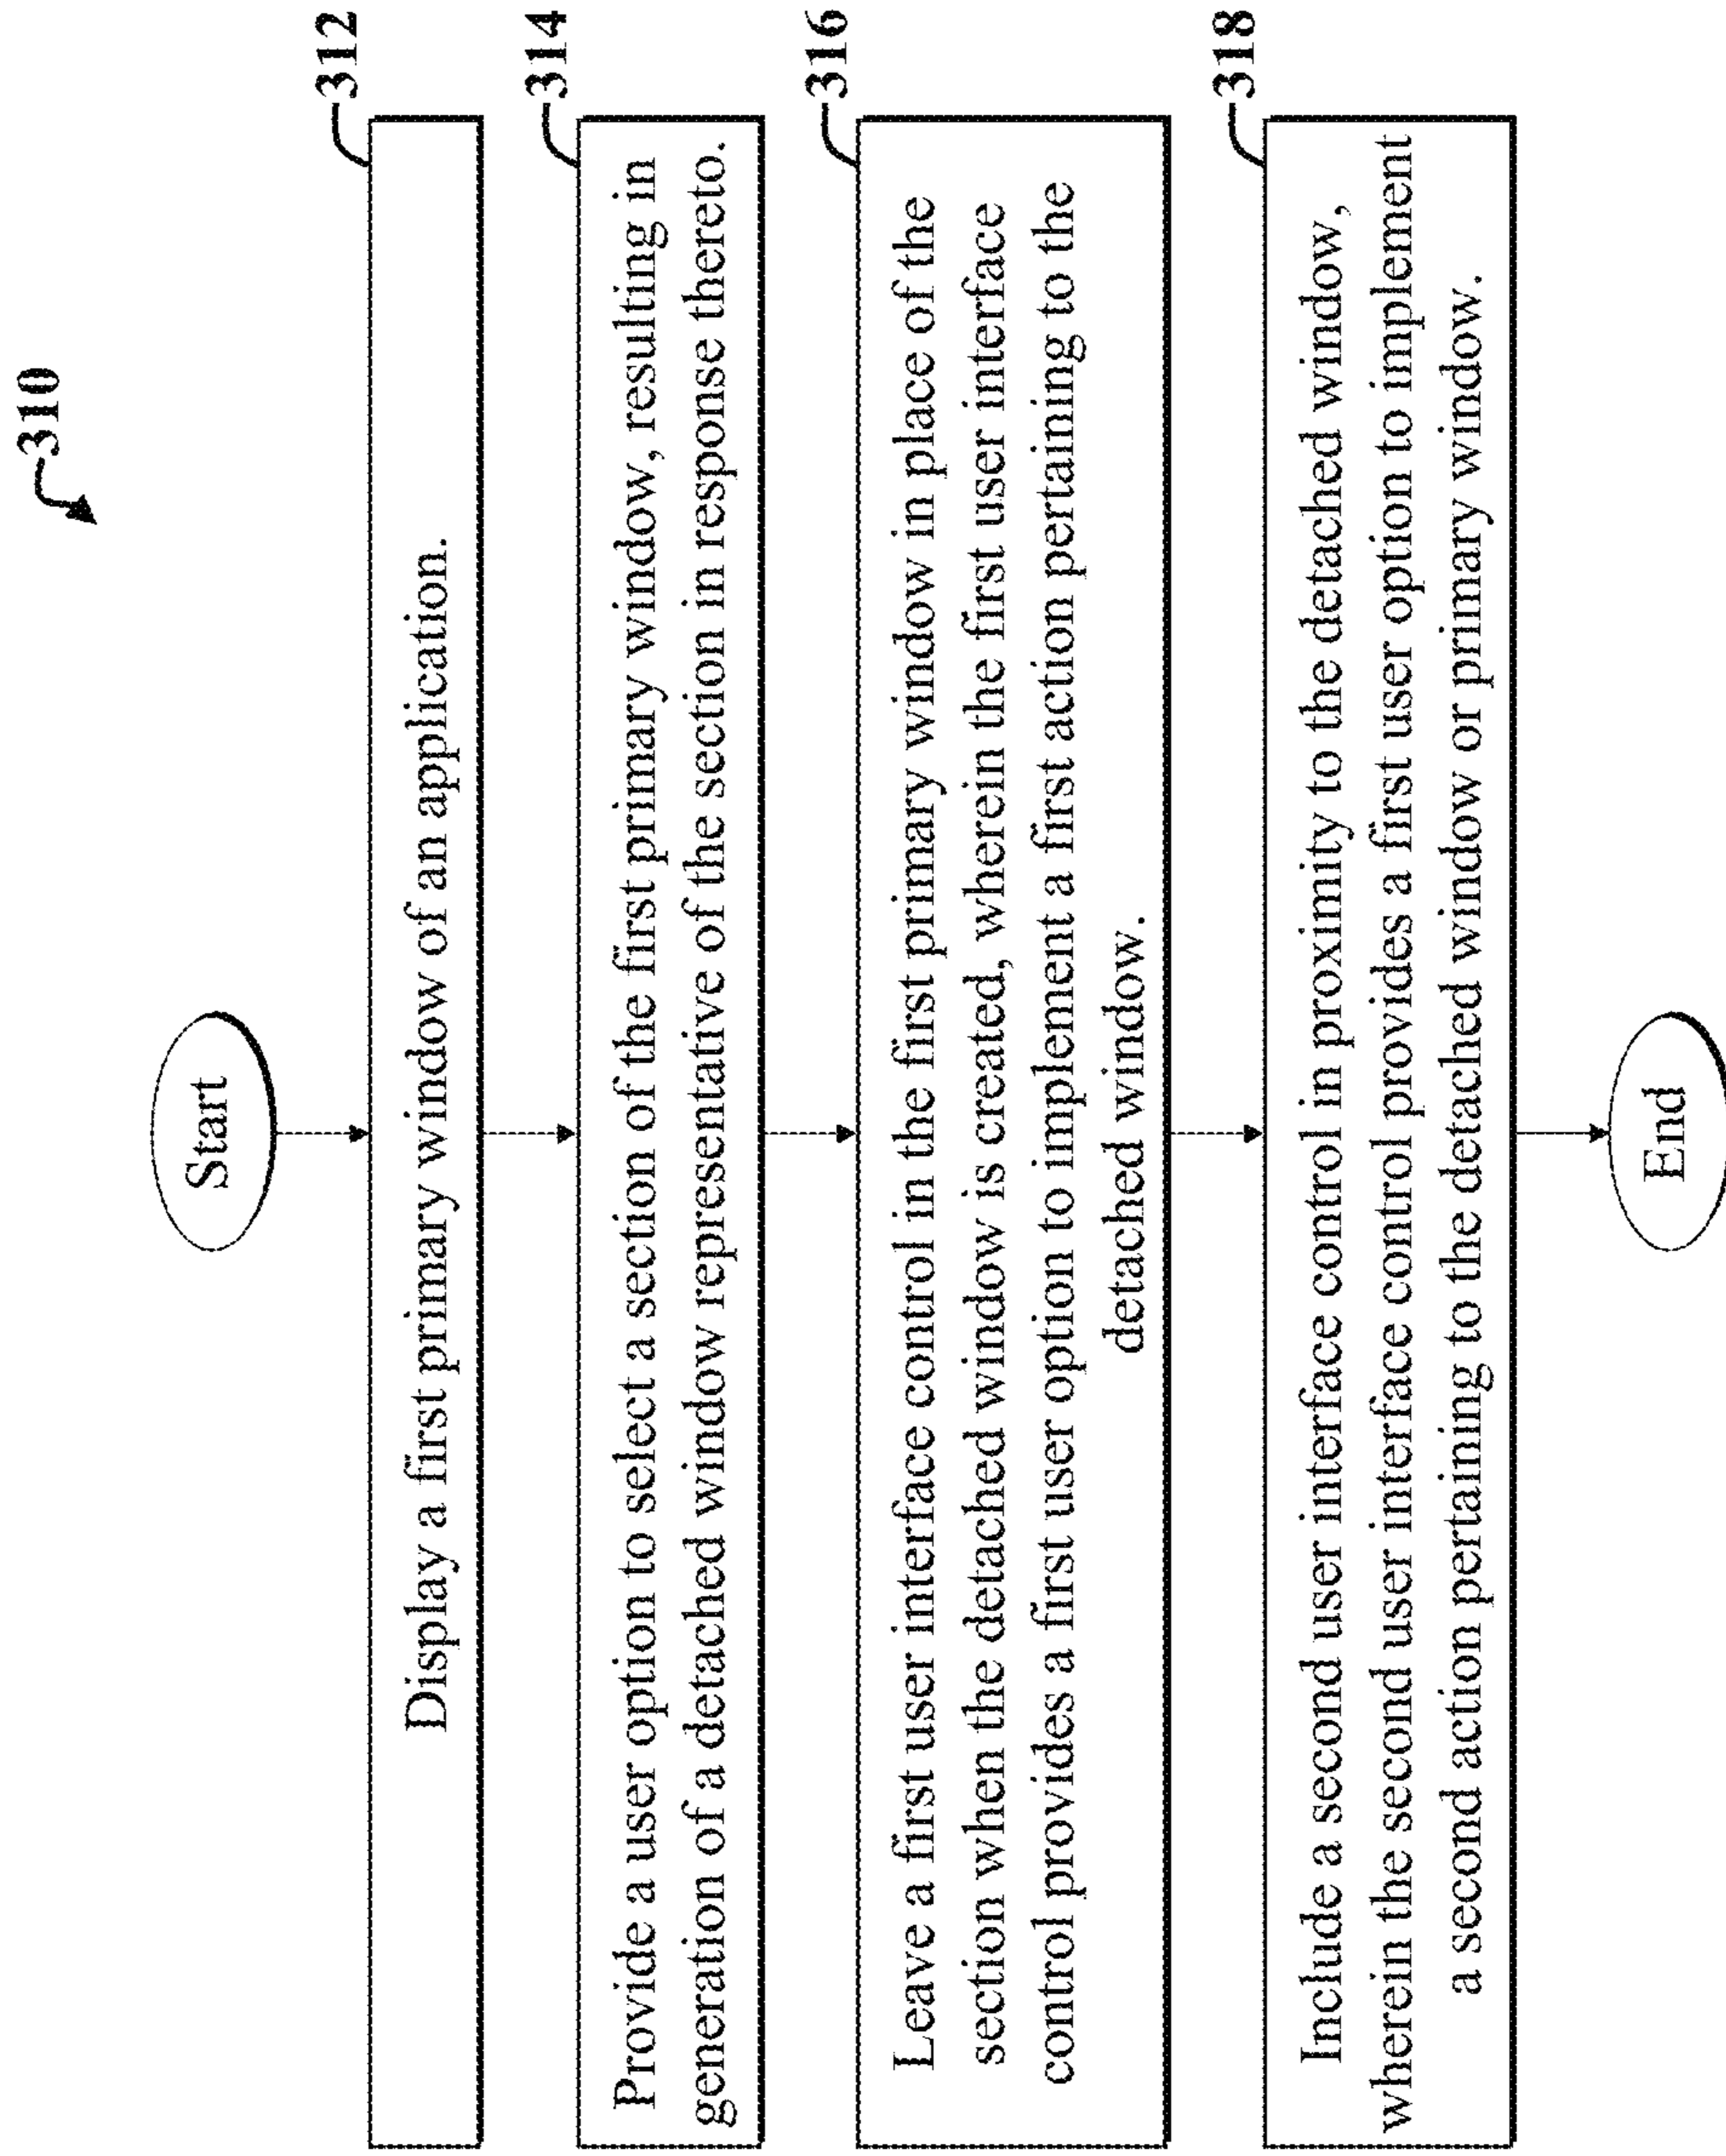 310
Start
312
Display a first primary window of an application.
314
Provide a user option to select a section of the first primary window, resulting in
generation of a detached window representative of the section in response thereto.
316
Leave a first user interface control in the first primary window in place of the
section when the detached window is created, wherein the first user interface
control provides a first user option to implement a first action pertaining to the
detached window.
318
Include a second user interface control in proximity to the detached window,
wherein the second user interface control provides a first user option to implement
a second action pertaining to the detached window or primary window.
End